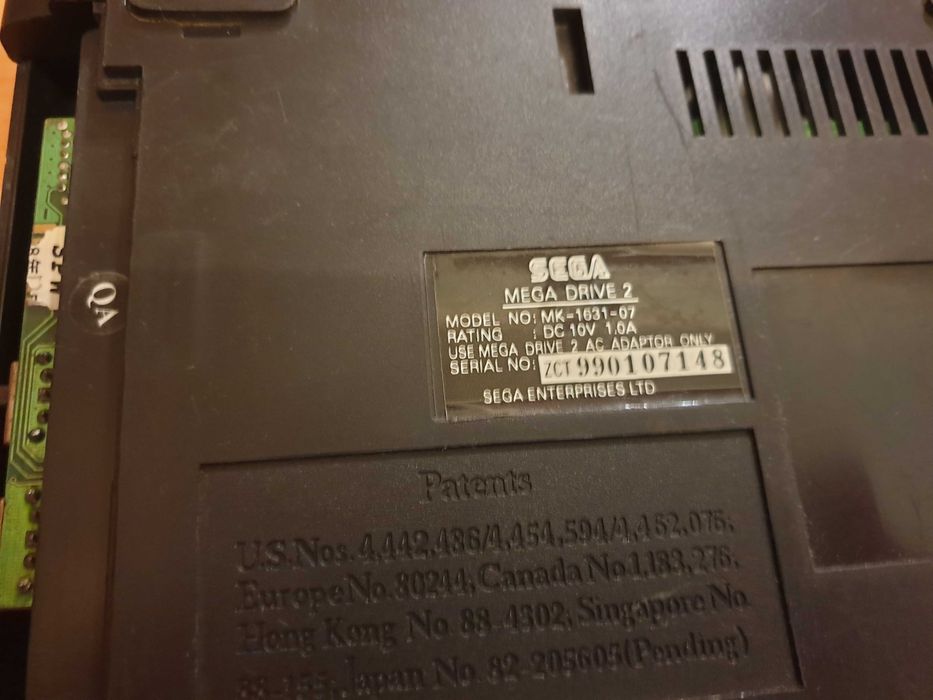 QA
SEGA
MEGA DRIVE 2
MODEL NO: MK-1631-07
RATING : DC 10V 1.0A
USE MEGA DRIVE 2 AC ADAPTOR ONLY
SERIAL NO: ZCT 990107148
SEGA ENTERPRISES LTD
Patents
U.S.Nos. 4,442,436/4,454,594/4,462,076;
Europe No. 80244; Canada No 1,183,276;
Hong Kong No. 88-4302; Singapore No
88-155; Japan No. 82-205605(Pending)